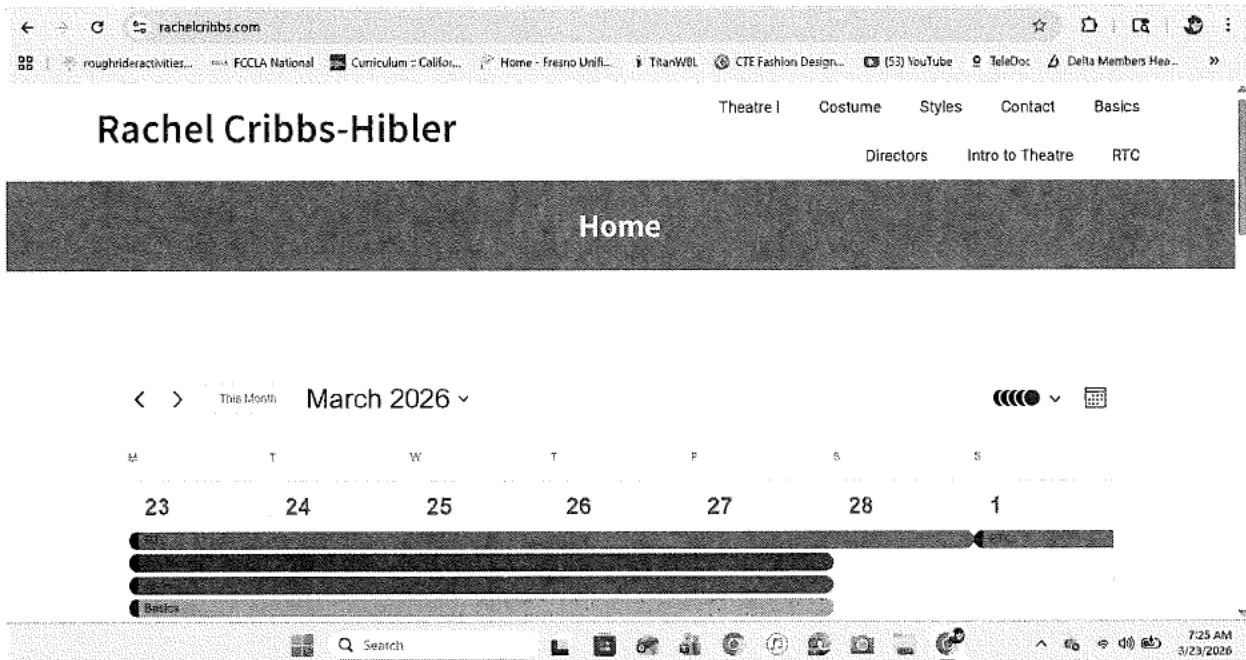 rachelcribbs.com
roughrideractivities,... FCCLA National Curriculum :: Califor... Home - Fresno Unifi... TitanWBL CTE Fashion Design... (53) YouTube TeleDoc Delta Members Hea... »
Rachel Cribbs-Hibler
Theatre I Costume Styles Contact Basics
Directors Intro to Theatre RTC
Home
This Month March 2026
M T W T F S S
23 24 25 26 27 28 1
Basics
Search
7:25 AM
3/23/2026